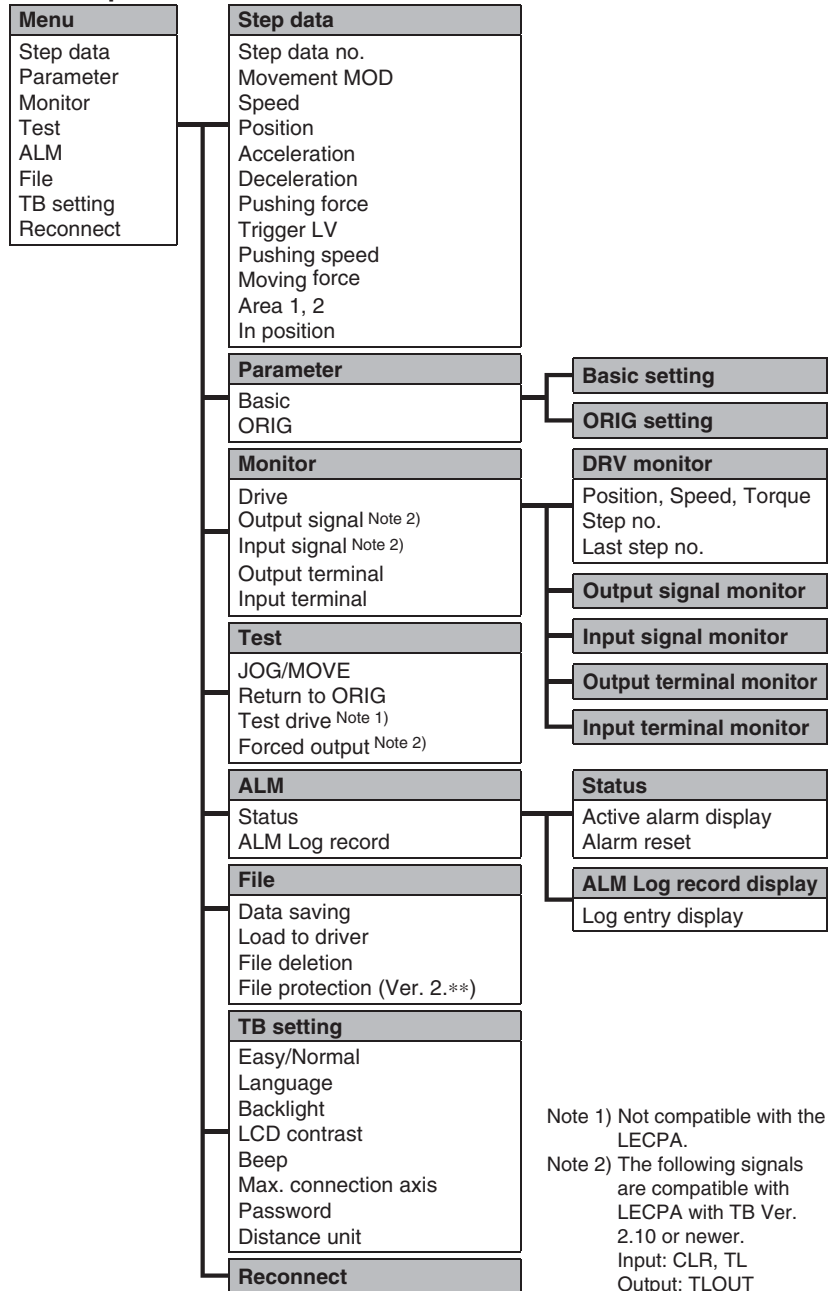 Menu
Step data
Parameter
Monitor
Test
ALM
File
TB setting
Reconnect
Step data
Step data no.
Movement MOD
Speed
Position
Acceleration
Deceleration
Pushing force
Trigger LV
Pushing speed
Moving force
Area 1, 2
In position
Parameter
Basic
ORIG
Basic setting
ORIG setting
Monitor
Drive
Output signal Note 2)
Input signal Note 2)
Output terminal
Input terminal
DRV monitor
Position, Speed, Torque
Step no.
Last step no.
Output signal monitor
Input signal monitor
Output terminal monitor
Input terminal monitor
Test
JOG/MOVE
Return to ORIG
Test drive Note 1)
Forced output Note 2)
ALM
Status
ALM Log record
Status
Active alarm display
Alarm reset
ALM Log record display
Log entry display
File
Data saving
Load to driver
File deletion
File protection (Ver. 2.∗∗)
TB setting
Easy/Normal
Language
Backlight
LCD contrast
Beep
Max. connection axis
Password
Distance unit
Reconnect
Note 1) Not compatible with the
LECPA.
Note 2) The following signals
are compatible with
LECPA with TB Ver.
2.10 or newer.
Input: CLR, TL
Output: TLOUT